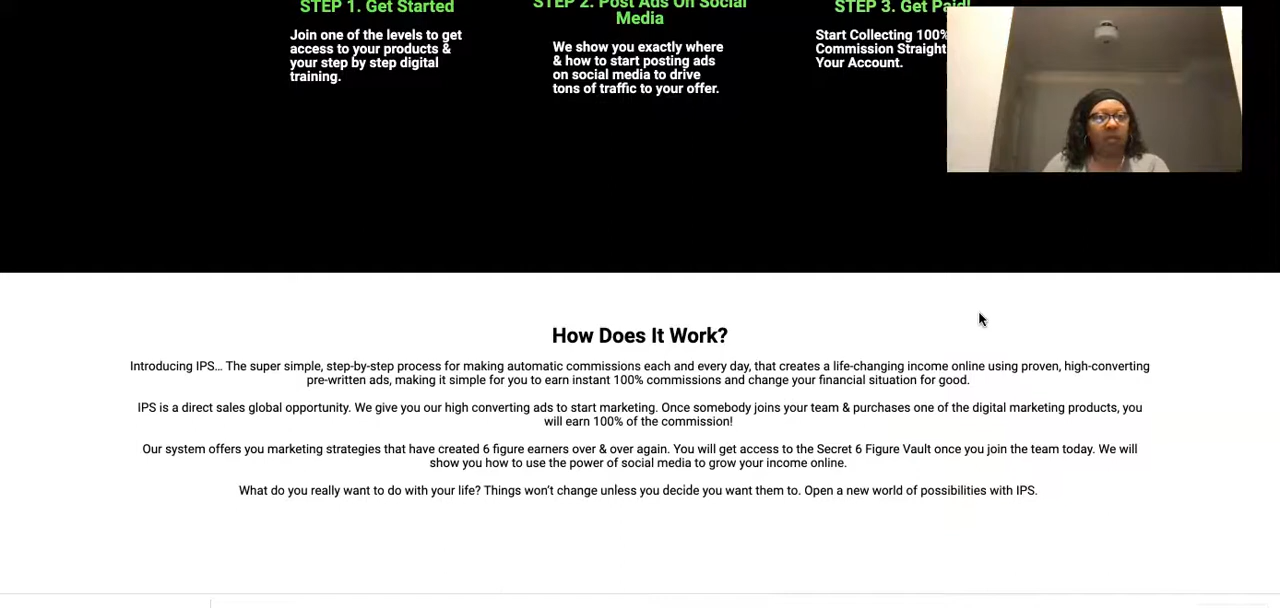 STEP 1. Get Started
Join one of the levels to get
access to your products &
your step by step digital
training.
STEP 2. Post Ads On Social
Media
We show you exactly where
& how to start posting ads
on social media to drive
tons of traffic to your offer.
STEP 3. Get Paid!
Start Collecting 100%
Commission Straight
Your Account.
How Does It Work?
Introducing IPS... The super simple, step-by-step process for making automatic commissions each and every day, that creates a life-changing income online using proven, high-converting
pre-written ads, making it simple for you to earn instant 100% commissions and change your financial situation for good.
IPS is a direct sales global opportunity. We give you our high converting ads to start marketing. Once somebody joins your team & purchases one of the digital marketing products, you
will earn 100% of the commission!
Our system offers you marketing strategies that have created 6 figure earners over & over again. You will get access to the Secret 6 Figure Vault once you join the team today. We will
show you how to use the power of social media to grow your income online.
What do you really want to do with your life? Things won't change unless you decide you want them to. Open a new world of possibilities with IPS.